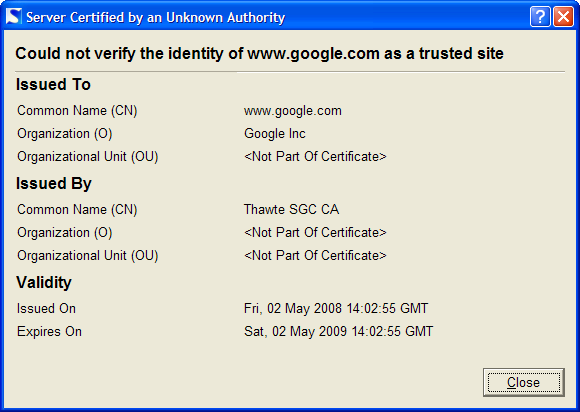 Server Certified by an Unknown Authority
Could not verify the identity of www.google.com as a trusted site
Issued To
Common Name (CN) www.google.com
Organization (O) Google Inc
Organizational Unit (OU) <Not Part Of Certificate>
Issued By
Common Name (CN) Thawte SGC CA
Organization (O) <Not Part Of Certificate>
Organizational Unit (OU) <Not Part Of Certificate>
Validity
Issued On Fri, 02 May 2008 14:02:55 GMT
Expires On Sat, 02 May 2009 14:02:55 GMT
Close